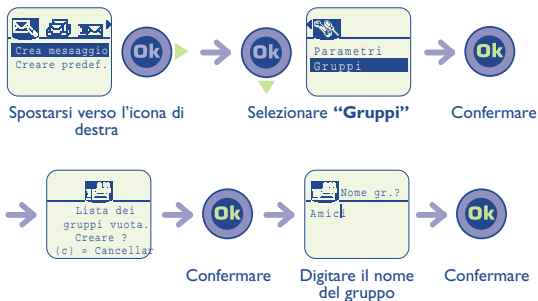 Crea messaggio
Creare predef.
Ok
Ok
Parametri
Gruppi
Ok
Spostarsi verso l'icona di
destra
Selezionare "Gruppi"
Confermare
Lista dei
gruppi vuota.
Creare ?
(c) = Cancellar
Ok
Nome gr.?
Amici
Ok
Confermare
Digitare il nome
del gruppo
Confermare